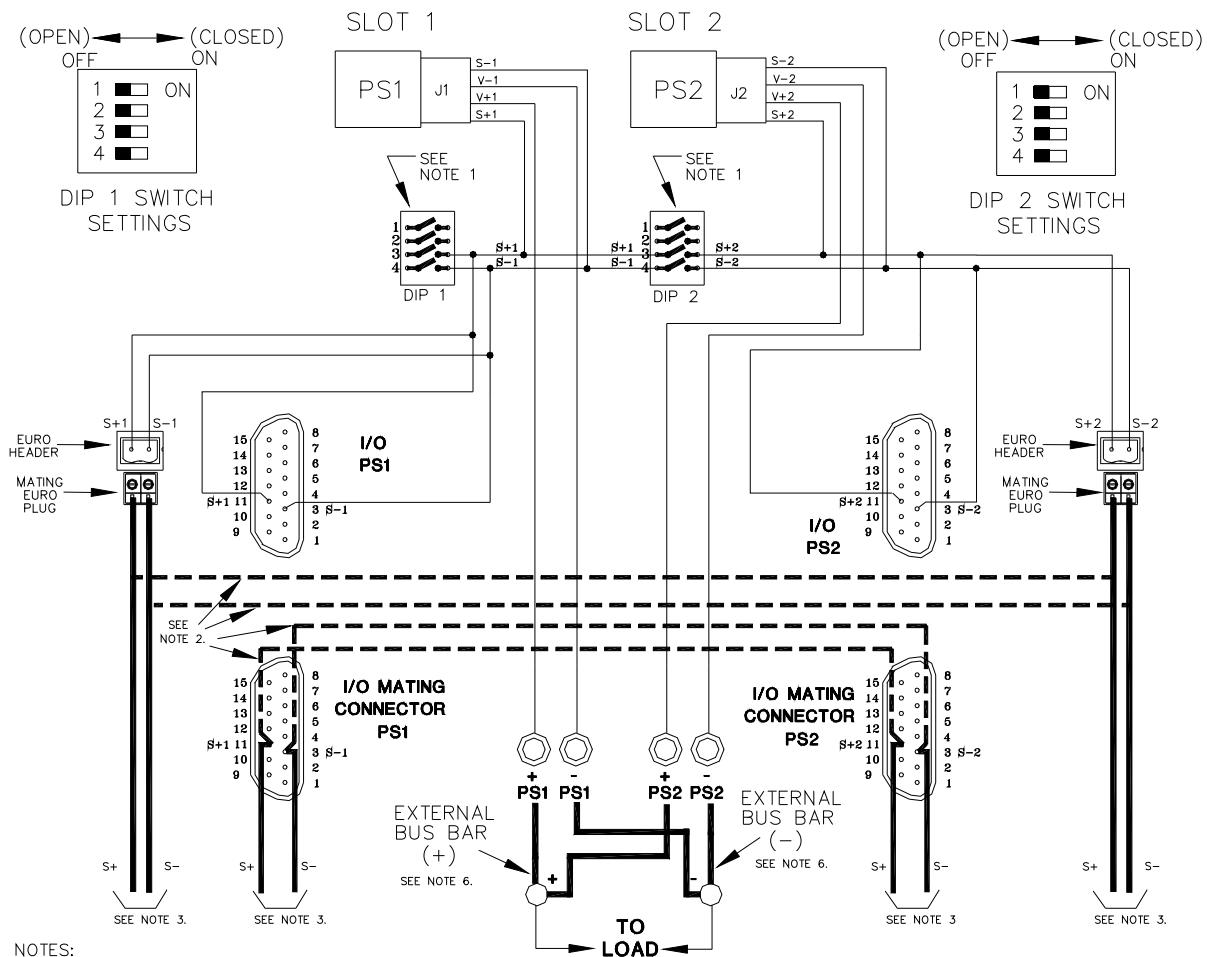 SLOT 1
SLOT 2
(OPEN) (CLOSED)
OFF ON
1 ON
2
3
4
DIP 1 SWITCH
SETTINGS
PS1 J1
S-1
V-1
V+1
S+1
PS2 J2
S-2
V-2
V+2
S+2
(OPEN) (CLOSED)
OFF ON
1 ON
2
3
4
DIP 2 SWITCH
SETTINGS
SEE
NOTE 1
SEE
NOTE 1
1
2
3 S+1
4 S-1
DIP 1
1
2
S+1 3 S+2
S-1 4 S-2
DIP 2
S+1 S-1
EURO
HEADER
MATING
EURO
PLUG
I/O
PS1
15
14
13
12
S+1 11
10
9
8
7
6
5
4
3 S-1
2
1
I/O
PS2
15
14
13
12
S+2 11
10
9
8
7
6
5
4
3 S-2
2
1
S+2 S-2
EURO
HEADER
MATING
EURO
PLUG
SEE
NOTE 2.
I/O MATING
CONNECTOR
PS1
15
14
13
12
S+1 11
10
9
8
7
6
5
4
3 S-1
2
1
I/O MATING
CONNECTOR
PS2
15
14
13
12
S+2 11
10
9
8
7
6
5
4
3 S-2
2
1
+ - + -
PS1 PS1 PS2 PS2
EXTERNAL
BUS BAR
(+)
SEE NOTE 6.
EXTERNAL
BUS BAR
(-)
SEE NOTE 6.
+ -
S+ S-
SEE NOTE 3.
S+ S-
SEE NOTE 3.
TO
LOAD
S+ S-
SEE NOTE 3
S+ S-
SEE NOTE 3.
NOTES: